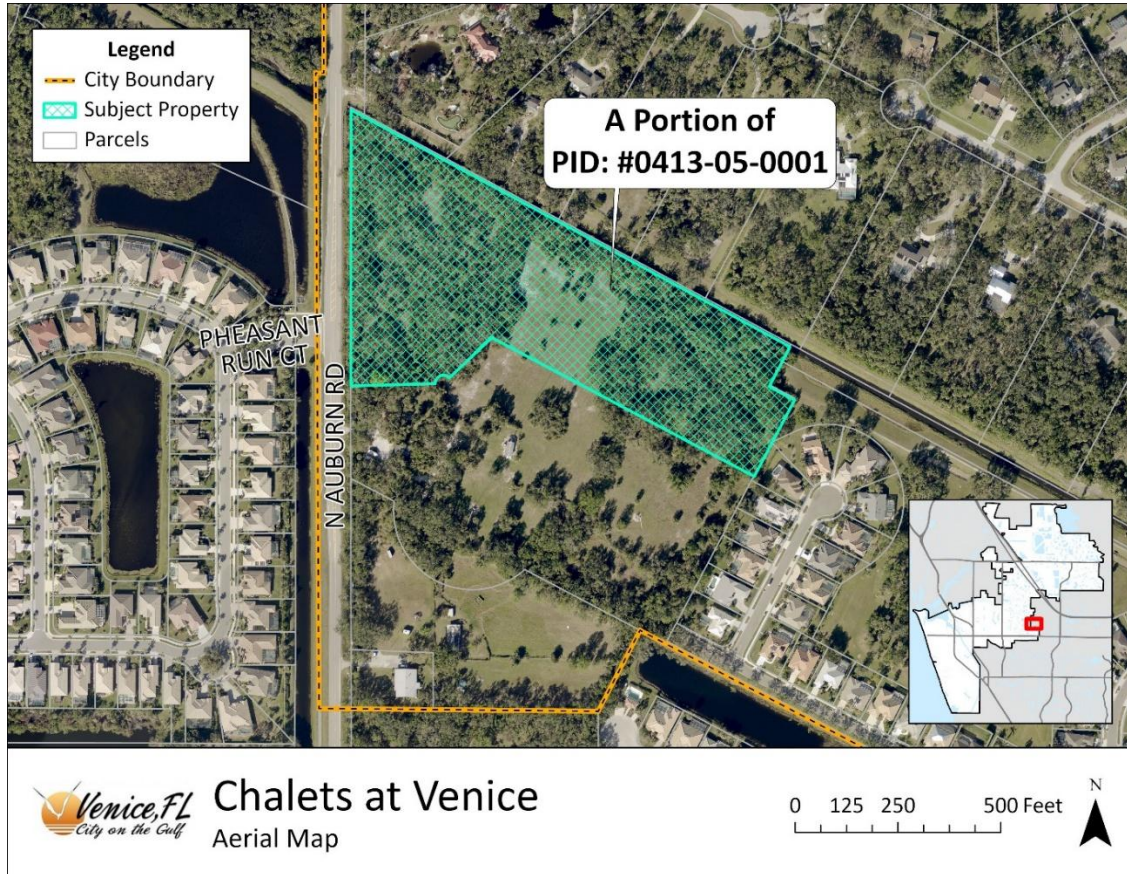 Legend
City Boundary
Subject Property
Parcels
A Portion of
PID: #0413-05-0001
PHEASANT
RUN CT
N AUBURN RD
Venice, FL
City on the Gulf
Chalets at Venice
Aerial Map
0 125 250 500 Feet
N